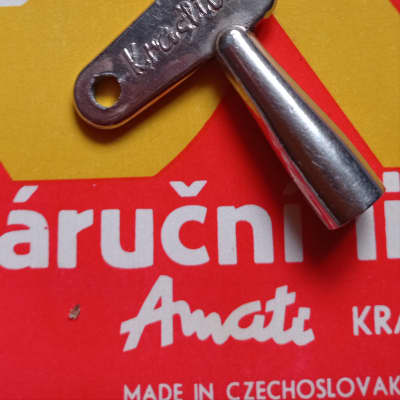 áruční li
Amati KRA
MADE IN CZECHOSLOVAK